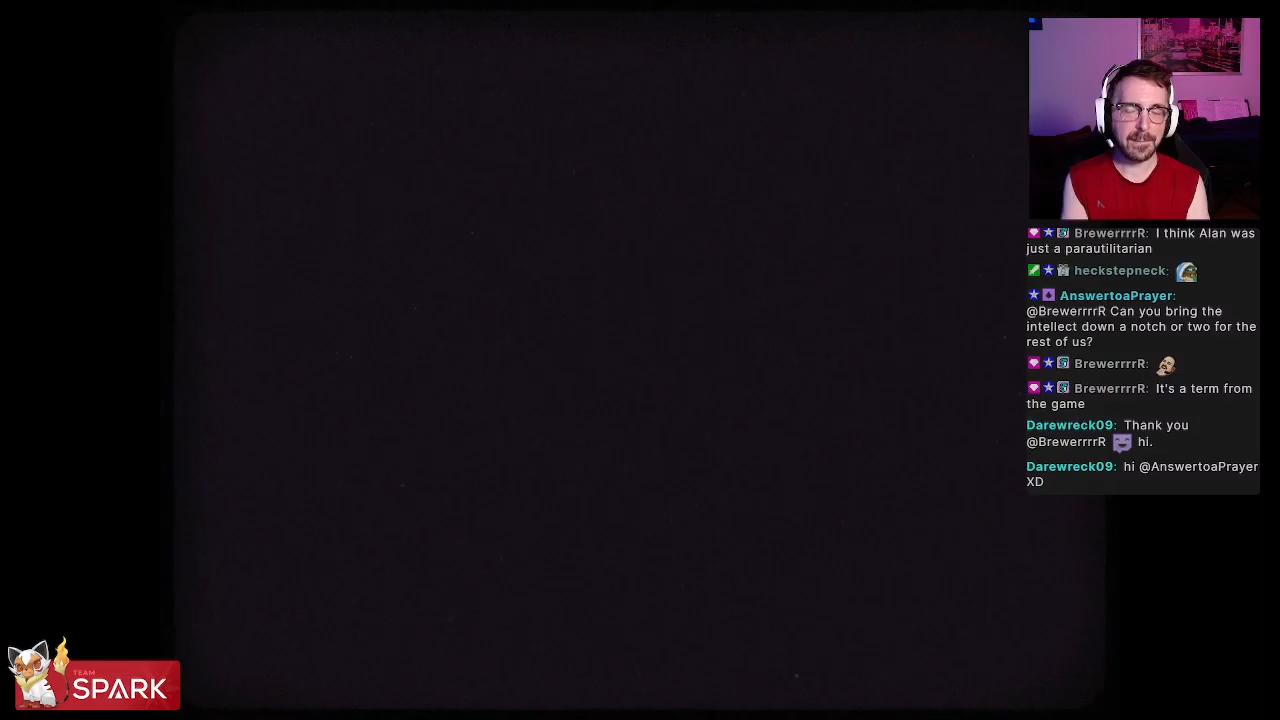 BrewerrrrR: I think Alan was
just a parautilitarian
heckstepneck:
AnswertoaPrayer:
@BrewerrrrR Can you bring the
intellect down a notch or two for the
rest of us?
BrewerrrrR:
BrewerrrrR: It's a term from
the game
Darewreck09: Thank you
@BrewerrrrR hi.
Darewreck09: hi @AnswertoaPrayer
XD
TEAM
SPARK